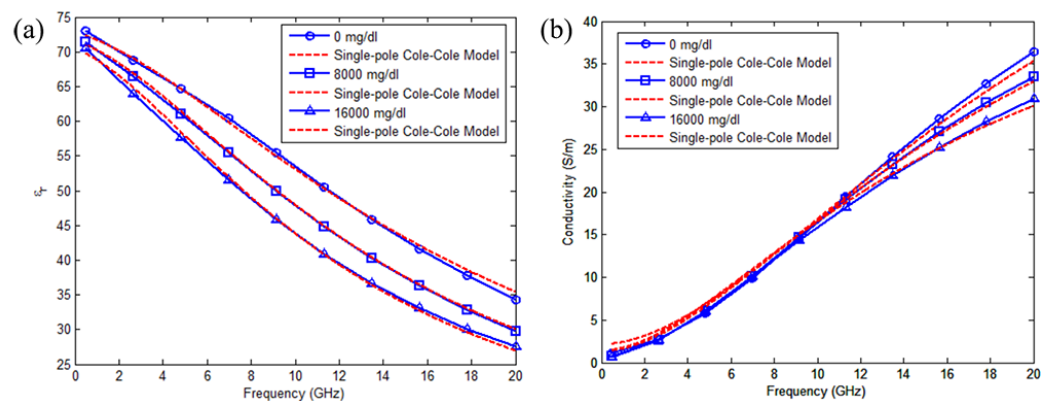 (a)
75
70
65
60
55
50
45
40
35
30
25
εr
0 mg/dl
Single-pole Cole-Cole Model
8000 mg/dl
Single-pole Cole-Cole Model
16000 mg/dl
Single-pole Cole-Cole Model
0 2 4 6 8 10 12 14 16 18 20
Frequency (GHz)
(b)
40
35
30
25
20
15
10
5
0
Conductivity (S/m)
0 mg/dl
Single-pole Cole-Cole Model
8000 mg/dl
Single-pole Cole-Cole Model
16000 mg/dl
Single-pole Cole-Cole Model
0 2 4 6 8 10 12 14 16 18 20
Frequency (GHz)